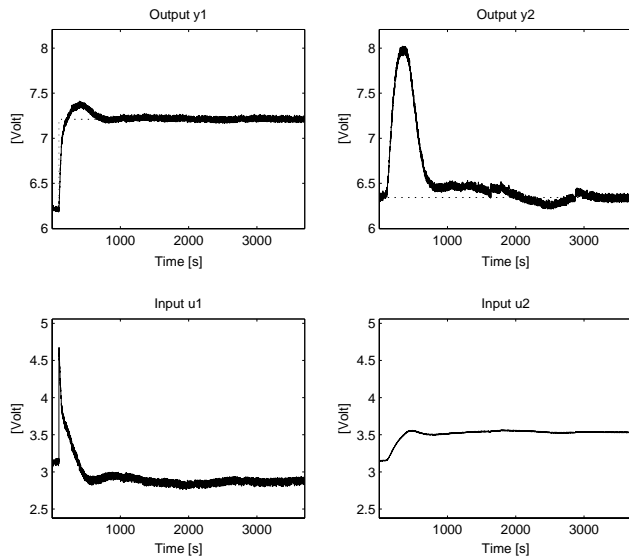 Output y1
Output y2
8
7.5
7
6.5
6
[Volt]
1000 2000 3000
Time [s]
8
7.5
7
6.5
6
[Volt]
1000 2000 3000
Time [s]
Input u1
Input u2
5
4.5
4
3.5
3
2.5
[Volt]
1000 2000 3000
Time [s]
5
4.5
4
3.5
3
2.5
[Volt]
1000 2000 3000
Time [s]